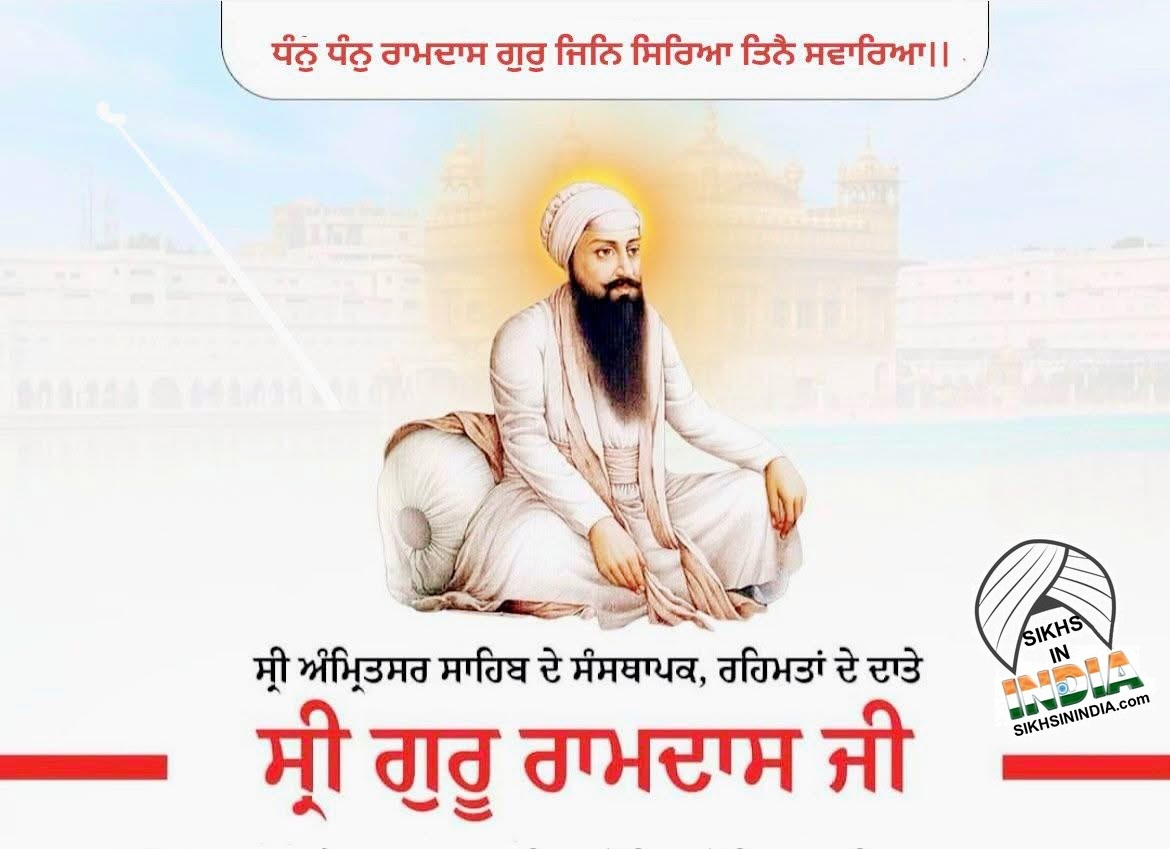 ਧੰਨੁ ਧੰਨੁ ਰਾਮਦਾਸ ਗੁਰੁ ਜਿਨਿ ਸਿਰਿਆ ਤਿਨੈ ਸਵਾਰਿਆ।।
ਸ੍ਰੀ ਅੰਮ੍ਰਿਤਸਰ ਸਾਹਿਬ ਦੇ ਸੰਸਥਾਪਕ, ਰਹਿਮਤਾਂ ਦੇ ਦਾਤੇ
ਸ੍ਰੀ ਗੁਰੂ ਰਾਮਦਾਸ ਜੀ
SIKHS
IN
INDIA
SIKHSININDIA.com